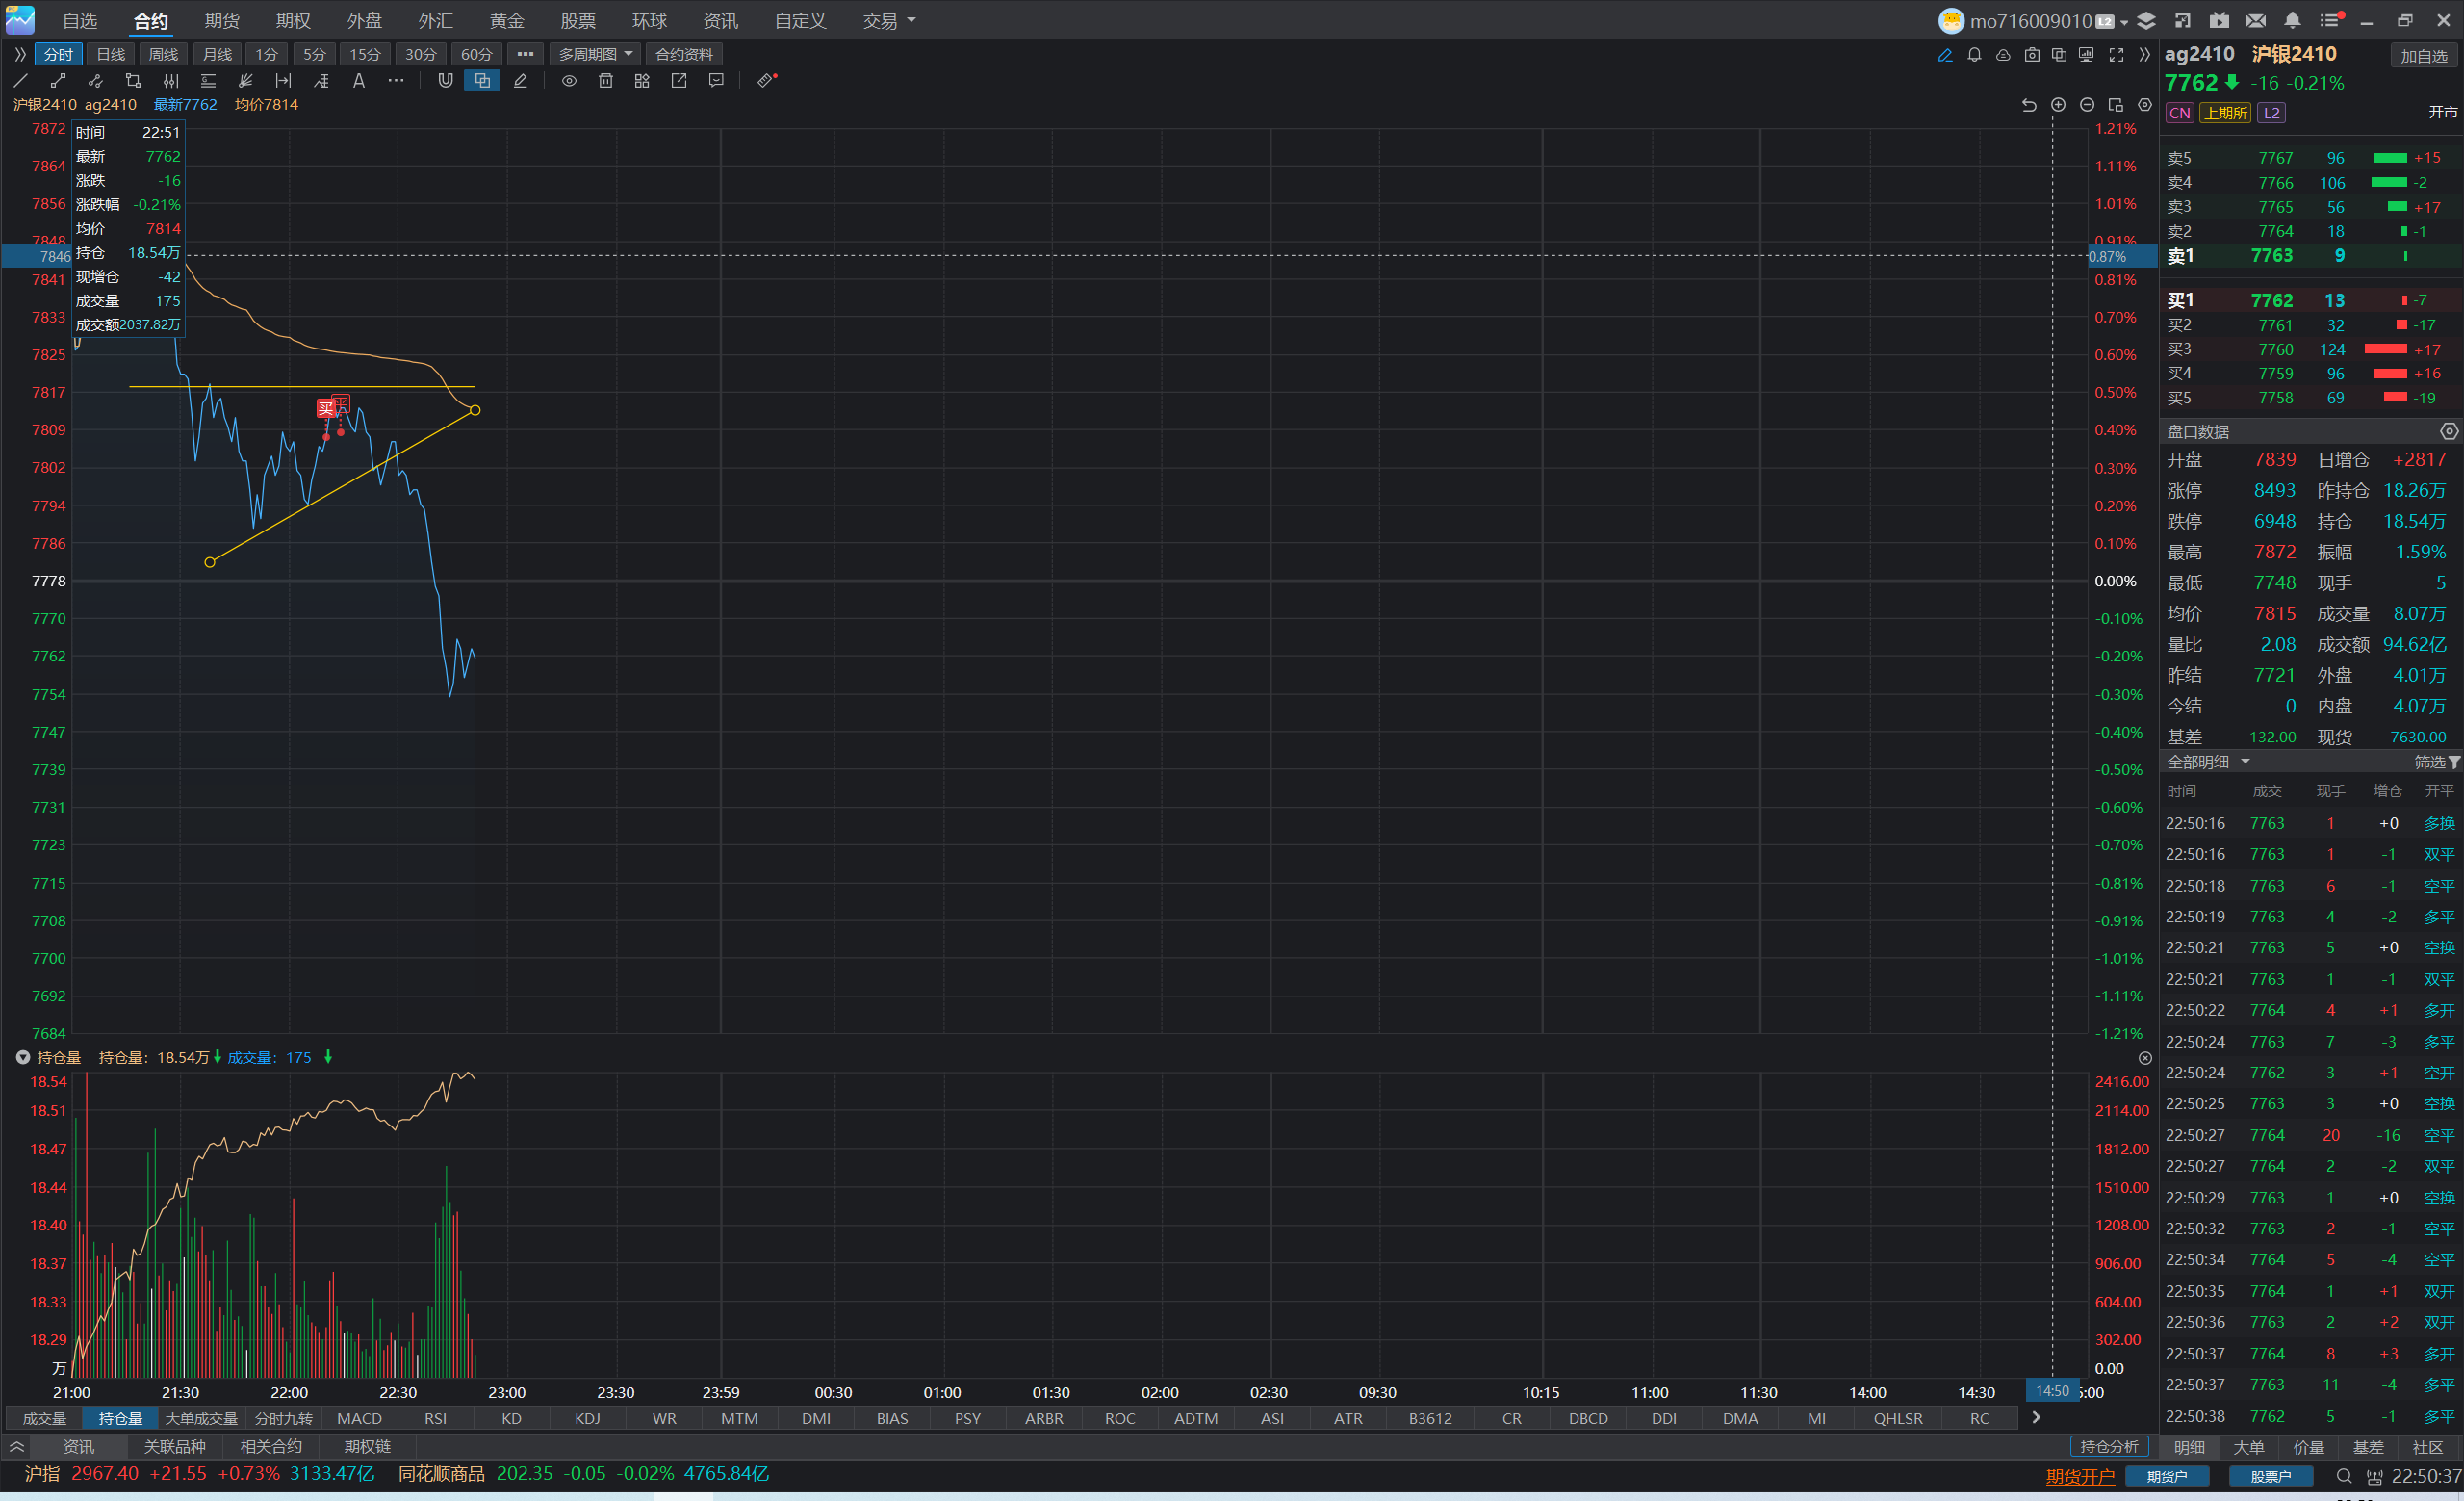 自选 合约 期货 期权 外盘 外汇 黄金 股票 环球 资讯 自定义 交易 mo716009010 L2
分时 日线 周线 月线 1分 5分 15分 30分 60分 多周期图 合约资料
沪银2410 ag2410 最新7762 均价7814
时间 22:51
最新 7762
涨跌 -16
涨跌幅 -0.21%
均价 7814
持仓 18.54万
现增仓 -42
成交量 175
成交额2037.82万
7872 1.21%
7864 1.11%
7856 1.01%
7848 0.91%
7846 0.87%
7841 0.81%
7833 0.70%
7825 0.60%
7817 0.50%
买 平
7809 0.40%
7802 0.30%
7794 0.20%
7786 0.10%
7778 0.00%
7770 -0.10%
7762 -0.20%
7754 -0.30%
7747 -0.40%
7739 -0.50%
7731 -0.60%
7723 -0.70%
7715 -0.81%
7708 -0.91%
7700 -1.01%
7692 -1.11%
7684 -1.21%
持仓量 持仓量: 18.54万 成交量: 175
18.54 2416.00
18.51 2114.00
18.47 1812.00
18.44 1510.00
18.40 1208.00
18.37 906.00
18.33 604.00
18.29 302.00
万 0.00
21:00 21:30 22:00 22:30 23:00 23:30 23:59 00:30 01:00 01:30 02:00 02:30 09:30 10:15 11:00 11:30 14:00 14:30 14:50 5:00
成交量 持仓量 大单成交量 分时九转 MACD RSI KD KDJ WR MTM DMI BIAS PSY ARBR ROC ADTM ASI ATR B3612 CR DBCD DDI DMA MI QHLSR RC
资讯 关联品种 相关合约 期权链 持仓分析
ag2410 沪银2410 加自选
7762 -16 -0.21%
CN 上期所 L2 开市
卖5 7767 96 +15
卖4 7766 106 -2
卖3 7765 56 +17
卖2 7764 18 -1
卖1 7763 9
买1 7762 13 -7
买2 7761 32 -17
买3 7760 124 +17
买4 7759 96 +16
买5 7758 69 -19
盘口数据
开盘 7839 日增仓 +2817
涨停 8493 昨持仓 18.26万
跌停 6948 持仓 18.54万
最高 7872 振幅 1.59%
最低 7748 现手 5
均价 7815 成交量 8.07万
量比 2.08 成交额 94.62亿
昨结 7721 外盘 4.01万
今结 0 内盘 4.07万
基差 -132.00 现货 7630.00
全部明细 筛选
时间 成交 现手 增仓 开平
22:50:16 7763 1 +0 多换
22:50:16 7763 1 -1 双平
22:50:18 7763 6 -1 空平
22:50:19 7763 4 -2 多平
22:50:21 7763 5 +0 空换
22:50:21 7763 1 -1 双平
22:50:22 7764 4 +1 多开
22:50:24 7763 7 -3 多平
22:50:24 7762 3 +1 空开
22:50:25 7763 3 +0 空换
22:50:27 7764 20 -16 空平
22:50:27 7764 2 -2 双平
22:50:29 7763 1 +0 空换
22:50:32 7763 2 -1 空平
22:50:34 7764 5 -4 空平
22:50:35 7764 1 +1 双开
22:50:36 7763 2 +2 双开
22:50:37 7764 8 +3 多开
22:50:37 7763 11 -4 多平
22:50:38 7762 5 -1 多平
明细 大单 价量 基差 社区
沪指 2967.40 +21.55 +0.73% 3133.47亿 同花顺商品 202.35 -0.05 -0.02% 4765.84亿 期货开户 期货户 股票户 22:50:37